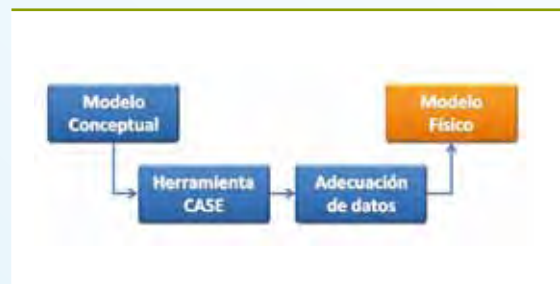 Modelo
Conceptual
Herramienta
CASE
Adecuación
de datos
Modelo
Físico